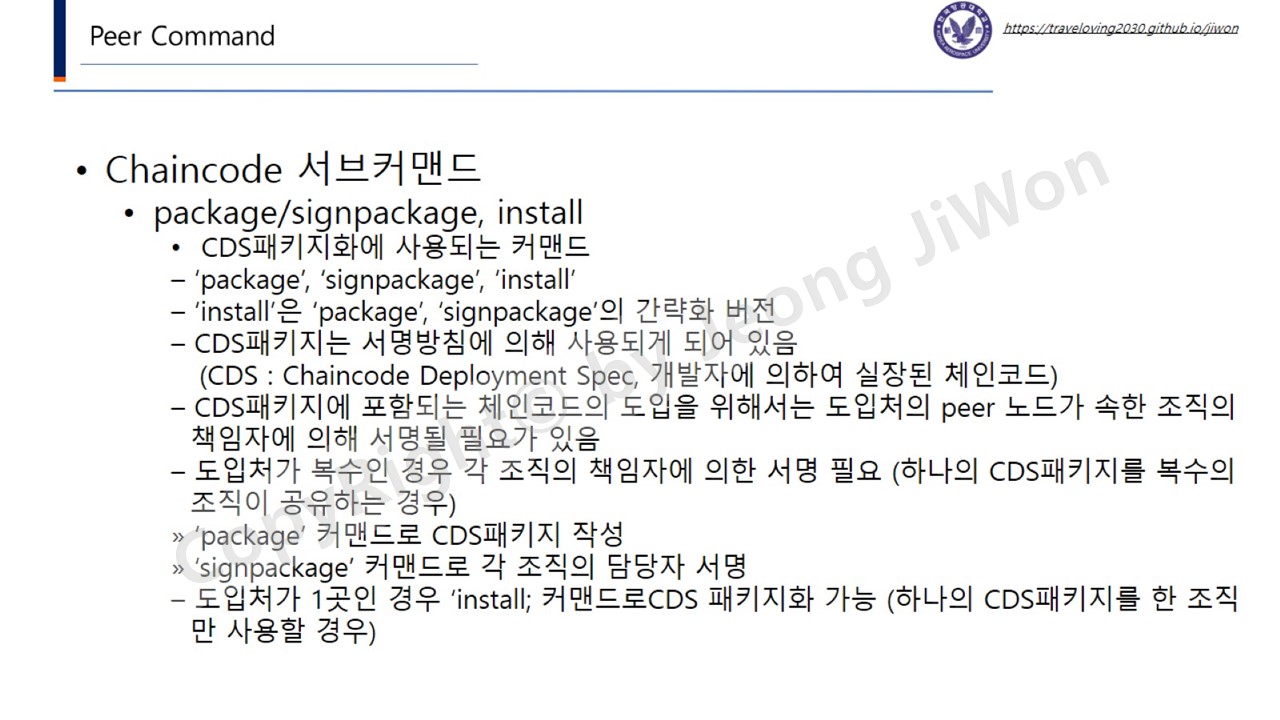 Peer Command
https://traveloving2030.github.io/jiwon
• Chaincode 서브커맨드
• package/signpackage, install
• CDS패키지화에 사용되는 커맨드
– ‘package’, ‘signpackage’, ‘install’
– ‘install’은 ‘package’, ‘signpackage’의 간략화 버전
– CDS패키지는 서명방침에 의해 사용되게 되어 있음
(CDS : Chaincode Deployment Spec, 개발자에 의하여 실장된 체인코드)
– CDS패키지에 포함되는 체인코드의 도입을 위해서는 도입처의 peer 노드가 속한 조직의
책임자에 의해 서명될 필요가 있음
– 도입처가 복수인 경우 각 조직의 책임자에 의한 서명 필요 (하나의 CDS패키지를 복수의
조직이 공유하는 경우)
» ‘package’ 커맨드로 CDS패키지 작성
» ‘signpackage’ 커맨드로 각 조직의 담당자 서명
– 도입처가 1곳인 경우 ‘install; 커맨드로CDS 패키지화 가능 (하나의 CDS패키지를 한 조직
만 사용할 경우)
CopyRight© by Jeong JiWon